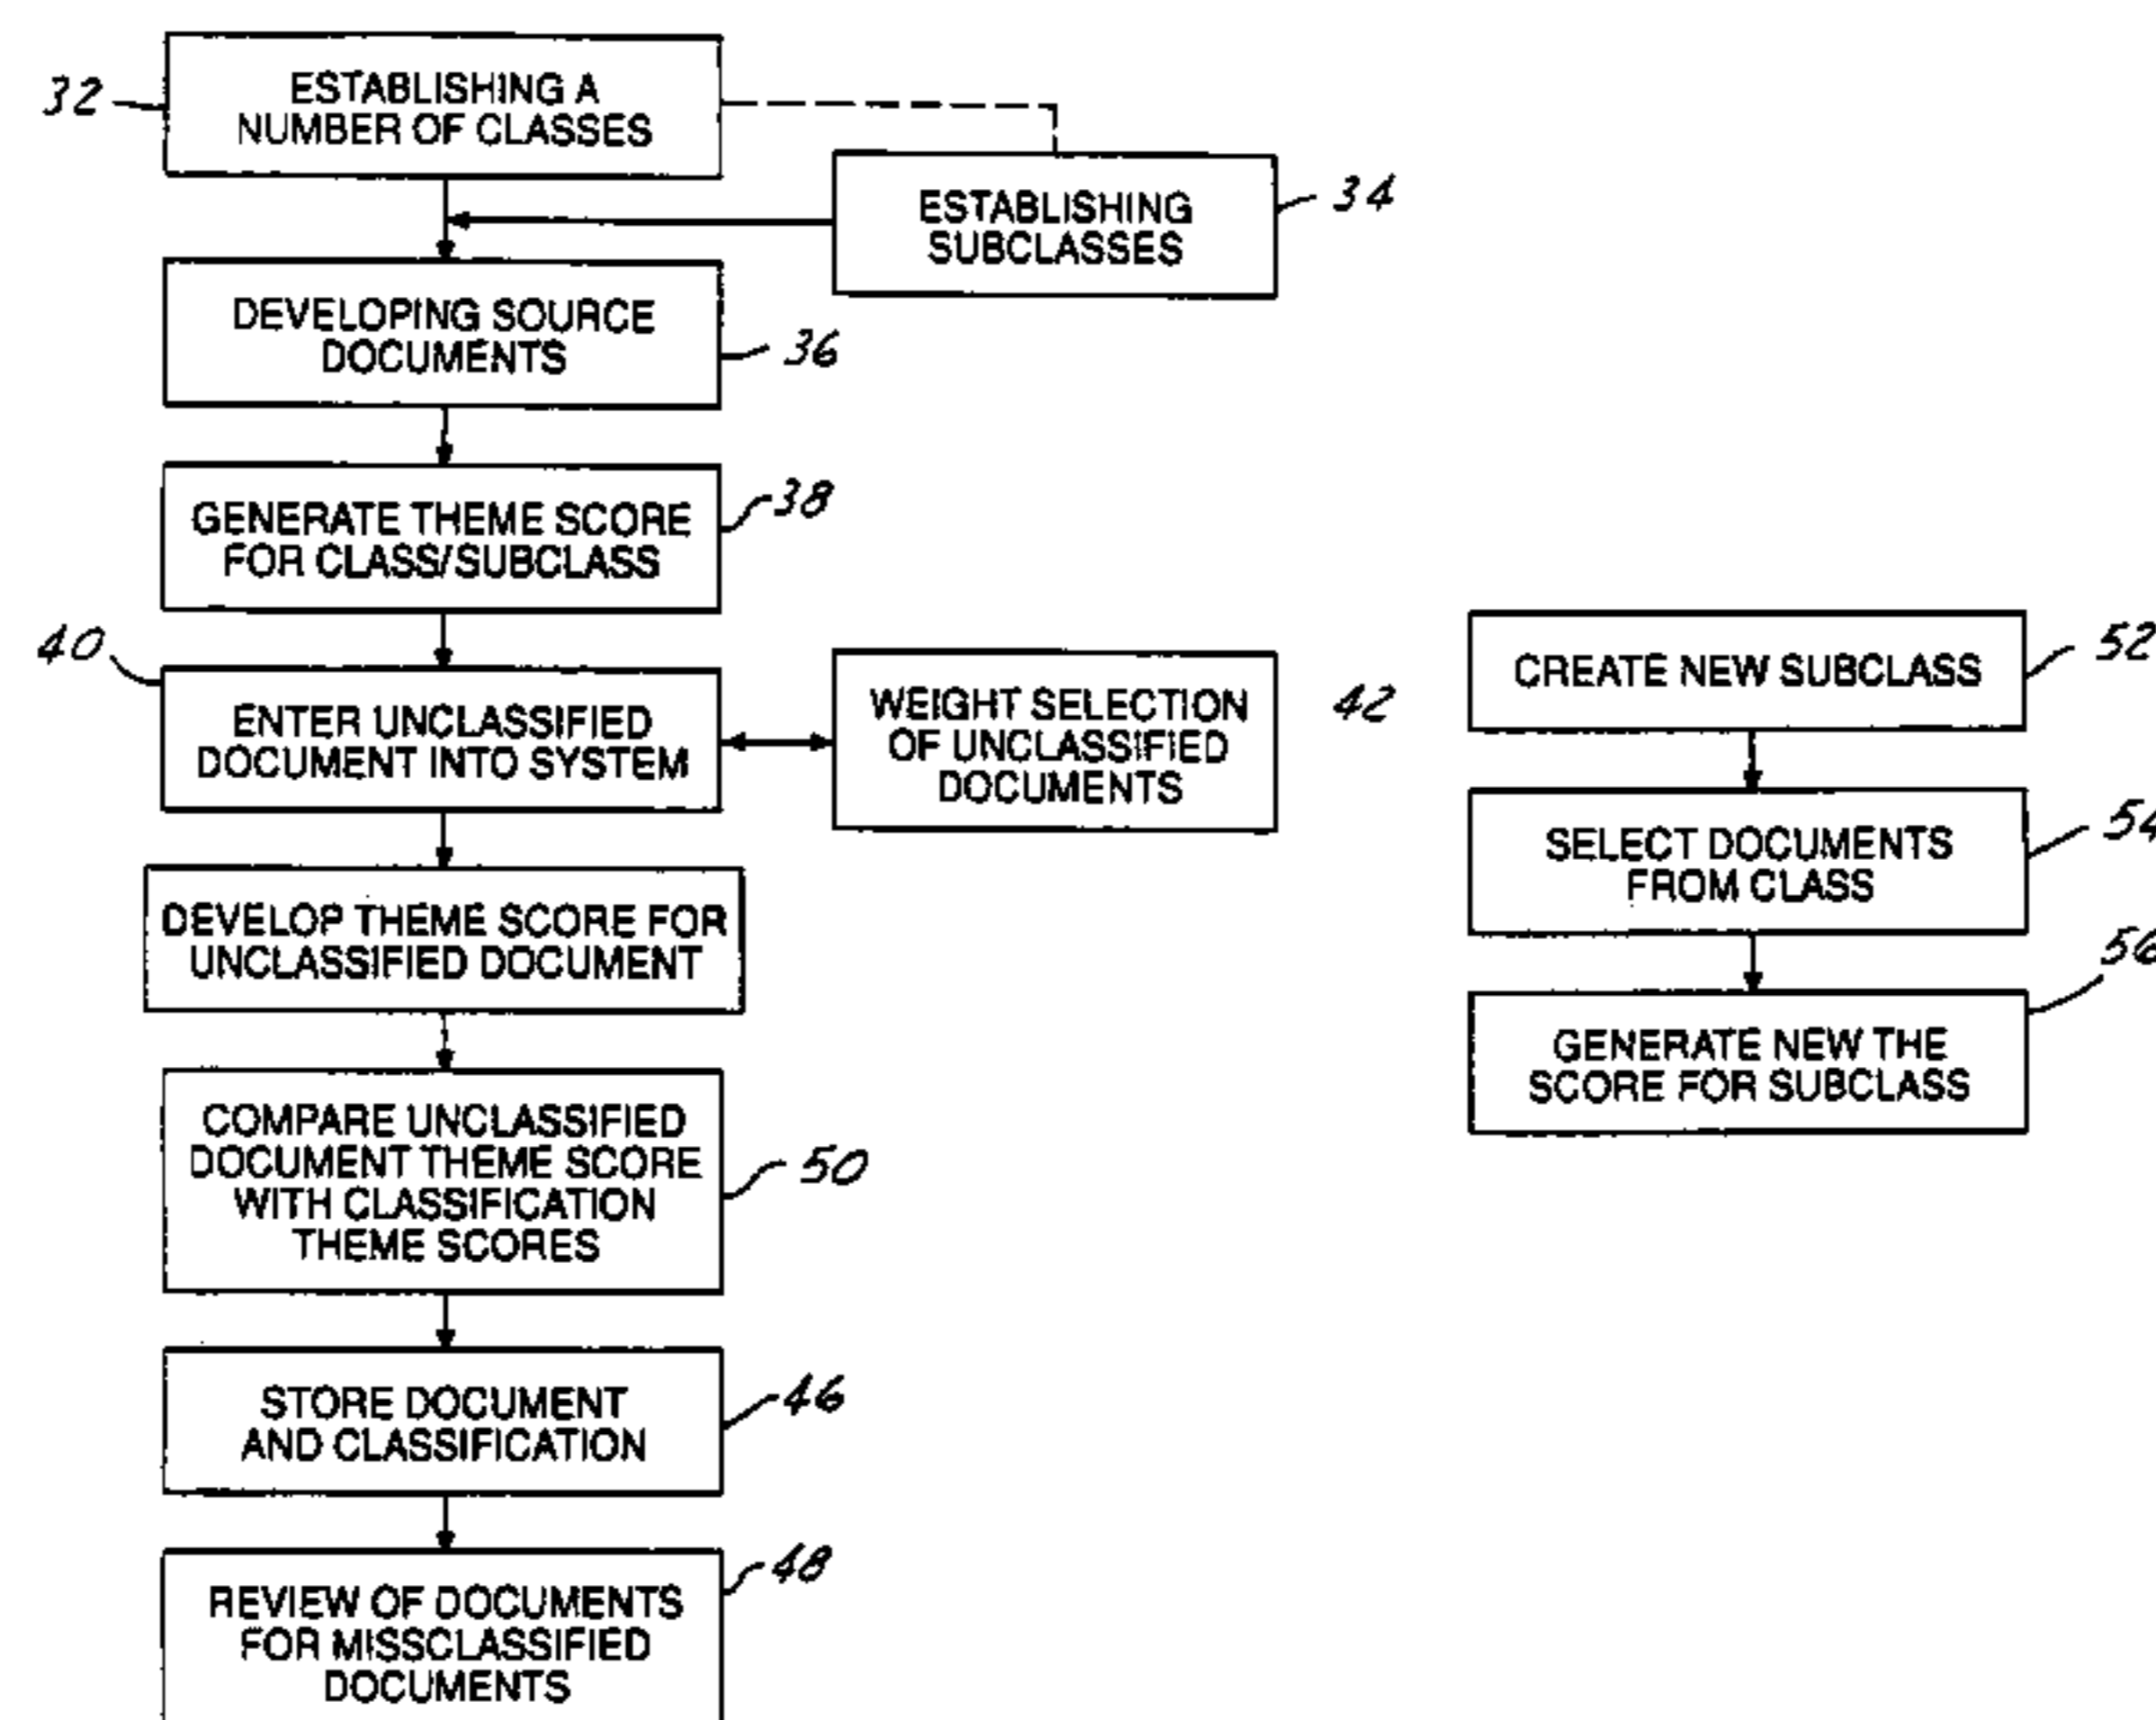 32
ESTABLISHING A
NUMBER OF CLASSES
ESTABLISHING
SUBCLASSES
34
DEVELOPING SOURCE
DOCUMENTS
36
GENERATE THEME SCORE
FOR CLASS/SUBCLASS
38
40
ENTER UNCLASSIFIED
DOCUMENT INTO SYSTEM
WEIGHT SELECTION
OF UNCLASSIFIED
DOCUMENTS
42
DEVELOP THEME SCORE FOR
UNCLASSIFIED DOCUMENT
COMPARE UNCLASSIFIED
DOCUMENT THEME SCORE
WITH CLASSIFICATION
THEME SCORES
50
STORE DOCUMENT
AND CLASSIFICATION
46
REVIEW OF DOCUMENTS
FOR MISSCLASSIFIED
DOCUMENTS
48
CREATE NEW SUBCLASS
52
SELECT DOCUMENTS
FROM CLASS
54
GENERATE NEW THE
SCORE FOR SUBCLASS
56